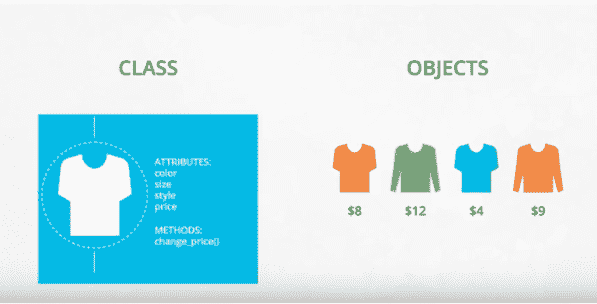 CLASS
OBJECTS
ATTRIBUTES:
color
size
style
price
METHODS:
change_price()
$8 $12 $4 $9